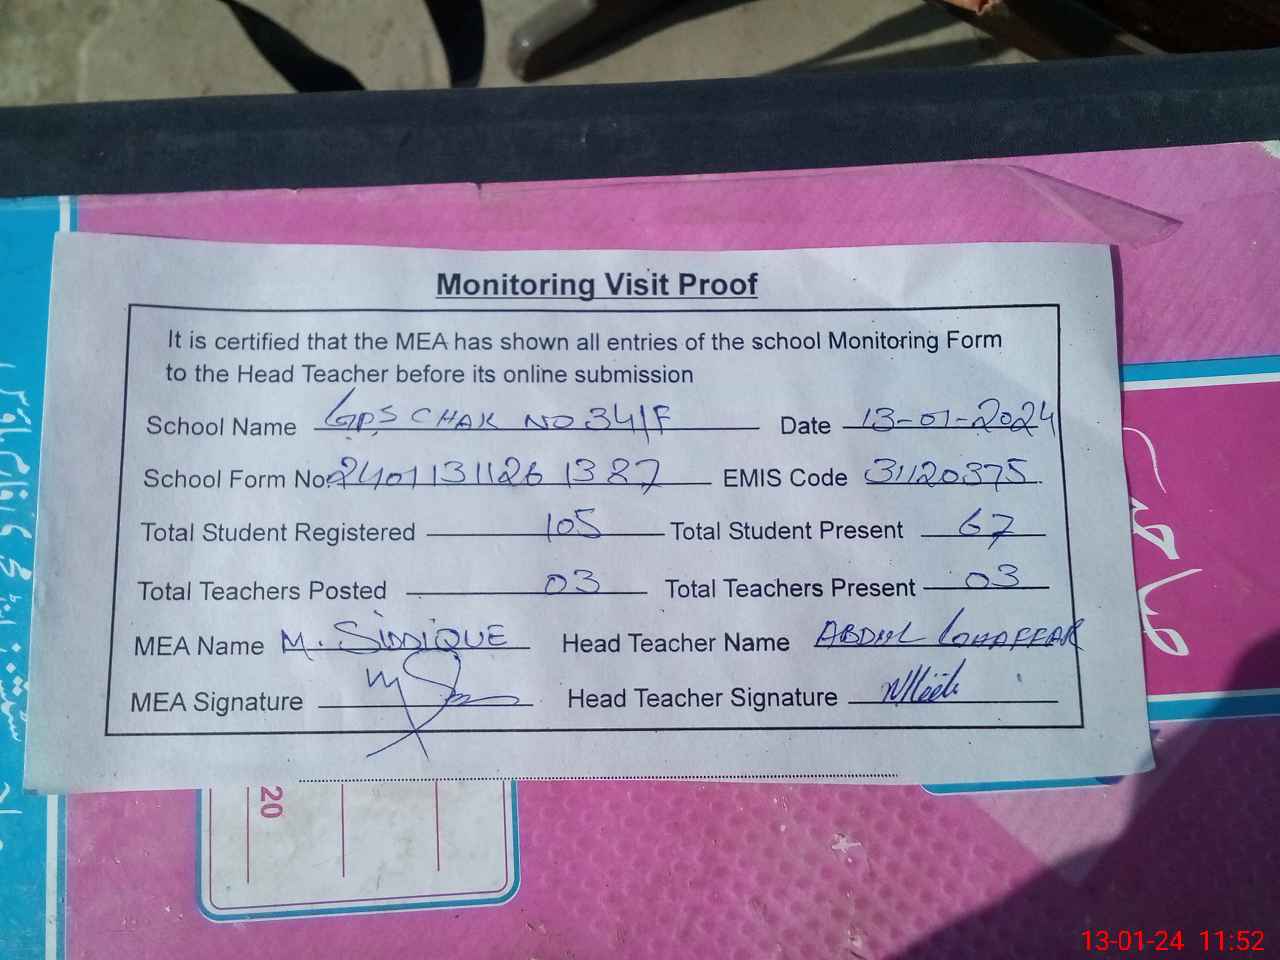 Monitoring Visit Proof
It is certified that the MEA has shown all entries of the school Monitoring Form
to the Head Teacher before its online submission
School Name GPS CHAK NO 34/F Date 13-01-2024
School Form No. 2401131126 1387 EMIS Code 31120375
Total Student Registered 105 Total Student Present 67
Total Teachers Posted 03 Total Teachers Present 03
MEA Name M. SIDDIQUE Head Teacher Name ABDUL GHAFFAR
MEA Signature Head Teacher Signature
20
13-01-24 11:52